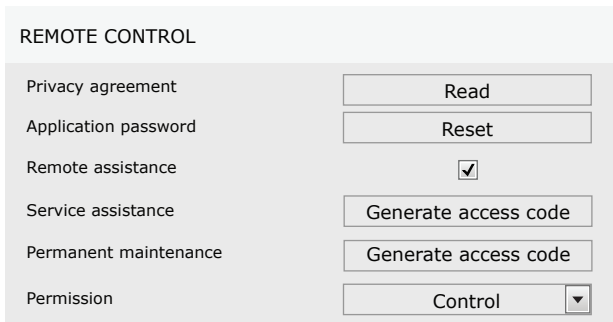 REMOTE CONTROL
Privacy agreement Read
Application password Reset
Remote assistance
Service assistance Generate access code
Permanent maintenance Generate access code
Permission Control